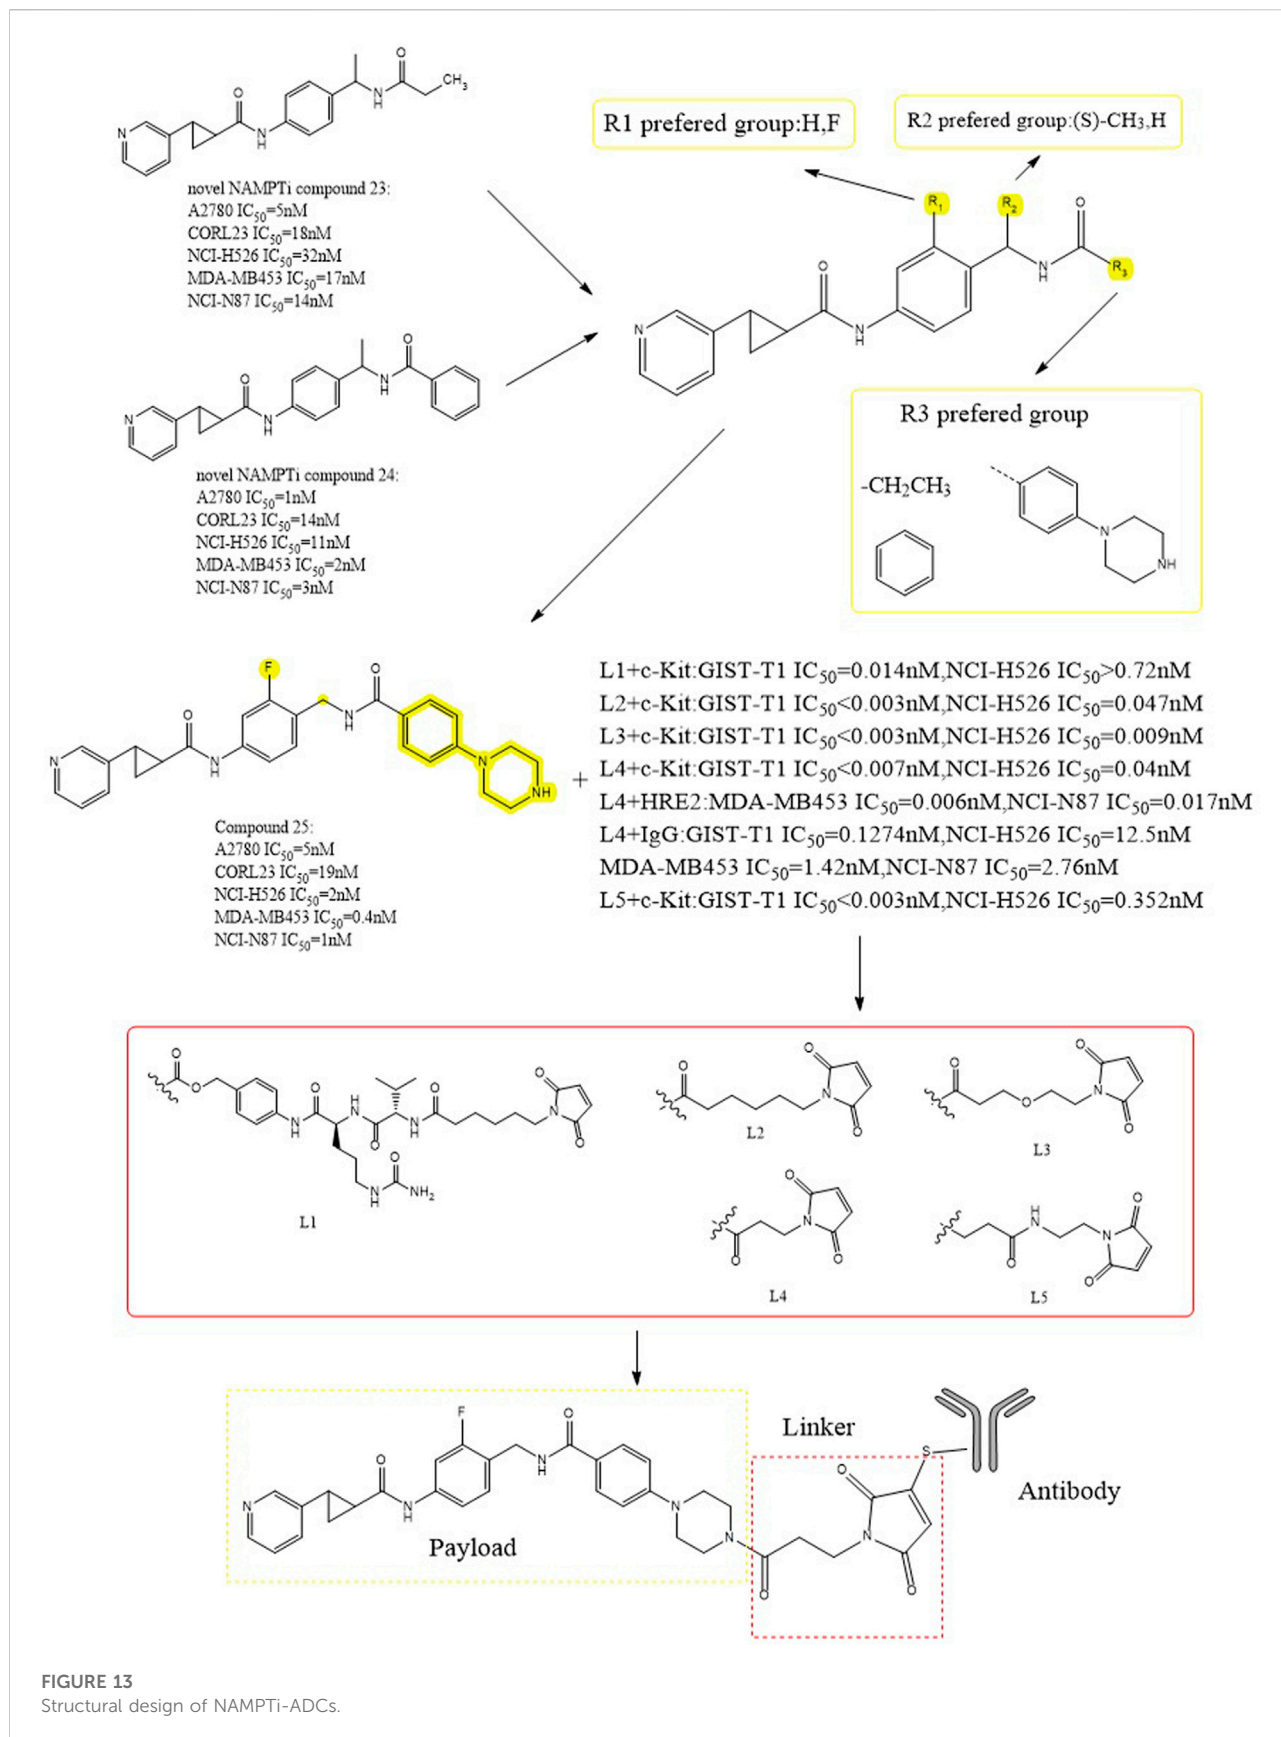 N
O
N
H
N
H
O
CH3
novel NAMPTi compound 23:
A2780 IC50=5nM
CORL23 IC50=18nM
NCI-H526 IC50=32nM
MDA-MB453 IC50=17nM
NCI-N87 IC50=14nM
R1 prefered group:H,F
R2 prefered group:(S)-CH3,H
R1
R2
O
N
H
R3
O
N
H
N
O
N
H
O
N
H
N
novel NAMPTi compound 24:
A2780 IC50=1nM
CORL23 IC50=14nM
NCI-H526 IC50=11nM
MDA-MB453 IC50=2nM
NCI-N87 IC50=3nM
R3 prefered group
-CH2CH3
N
NH
F
O
N
H
O
N
H
N
N
NH
+
Compound 25:
A2780 IC50=5nM
CORL23 IC50=19nM
NCI-H526 IC50=2nM
MDA-MB453 IC50=0.4nM
NCI-N87 IC50=1nM
L1+c-Kit:GIST-T1 IC50=0.014nM,NCI-H526 IC50>0.72nM
L2+c-Kit:GIST-T1 IC50<0.003nM,NCI-H526 IC50=0.047nM
L3+c-Kit:GIST-T1 IC50<0.003nM,NCI-H526 IC50=0.009nM
L4+c-Kit:GIST-T1 IC50<0.007nM,NCI-H526 IC50=0.04nM
L4+HRE2:MDA-MB453 IC50=0.006nM,NCI-N87 IC50=0.017nM
L4+IgG:GIST-T1 IC50=0.1274nM,NCI-H526 IC50=12.5nM
MDA-MB453 IC50=1.42nM,NCI-N87 IC50=2.76nM
L5+c-Kit:GIST-T1 IC50<0.003nM,NCI-H526 IC50=0.352nM
O
O
N
H
O
H
N
O
N
H
O
N
O
O
N
H
O
NH2
L1
O
N
O
O
L2
O
O
N
O
O
L3
O
N
O
O
L4
O
H
N
N
O
O
L5
N
O
N
H
F
N
H
O
N
N
Payload
Linker
O
N
O
O
S
Antibody
FIGURE 13
Structural design of NAMPTi-ADCs.